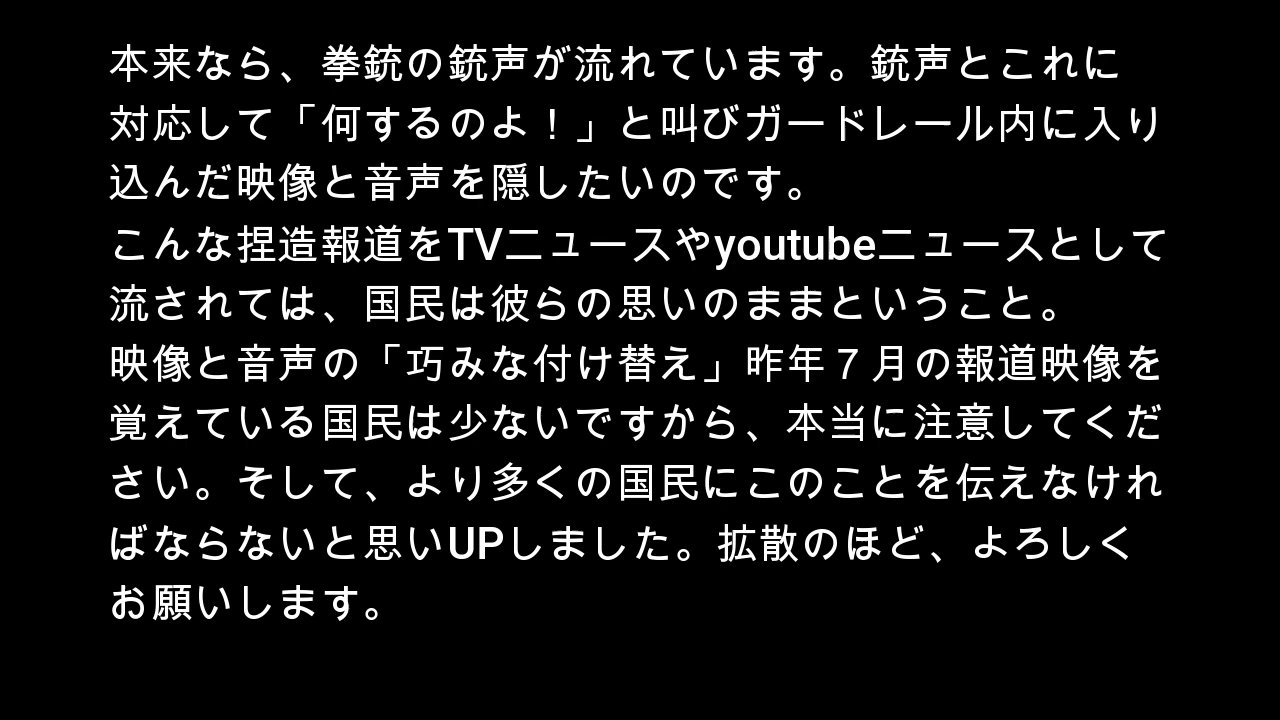 本来なら、拳銃の銃声が流れています。銃声とこれに
対応して「何するのよ！」と叫びガードレール内に入り
込んだ映像と音声を隠したいのです。
こんな捏造報道をTVニュースやyoutubeニュースとして
流されては、国民は彼らの思いのままということ。
映像と音声の「巧みな付け替え」昨年７月の報道映像を
覚えている国民は少ないですから、本当に注意してくだ
さい。そして、より多くの国民にこのことを伝えなけれ
ばならないと思いUPしました。拡散のほど、よろしく
お願いします。